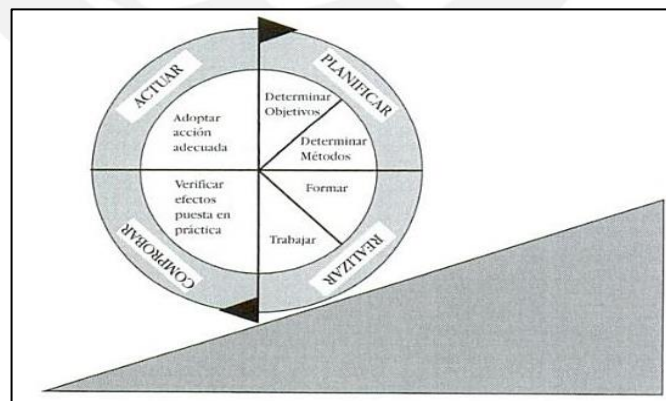 ACTUAR
PLANIFICAR
Adoptar
acción
adecuada
Determinar
Objetivos
Determinar
Métodos
Verificar
efectos
puesta en
práctica
Formar
Trabajar
COMPROBAR
REALIZAR